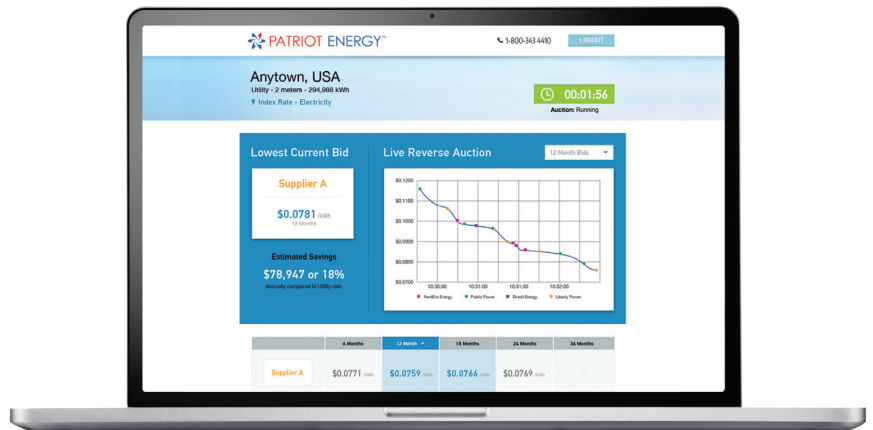 PATRIOT ENERGY™
1-800-343 4410
LOGOUT
Anytown, USA
Utility - 2 meters - 294,988 kWh
Index Rate - Electricity
00:01:56
Auction: Running
Lowest Current Bid
Live Reverse Auction
12 Month Bids
Supplier A
$0.0781 /kWh
12 Months
Estimated Savings
$78,947 or 18%
Annually compared to Utility rate.
$0.1200
$0.1100
$0.1000
$0.0900
$0.0800
$0.0700
10:30:30 10:31:00 10:31:30 10:32:00
NextEra Energy Public Power Direct Energy Liberty Power
6 Months 12 Month 18 Months 24 Months 36 Months
Supplier A $0.0771 /kWh $0.0759 /kWh $0.0766 /kWh $0.0769 /kWh